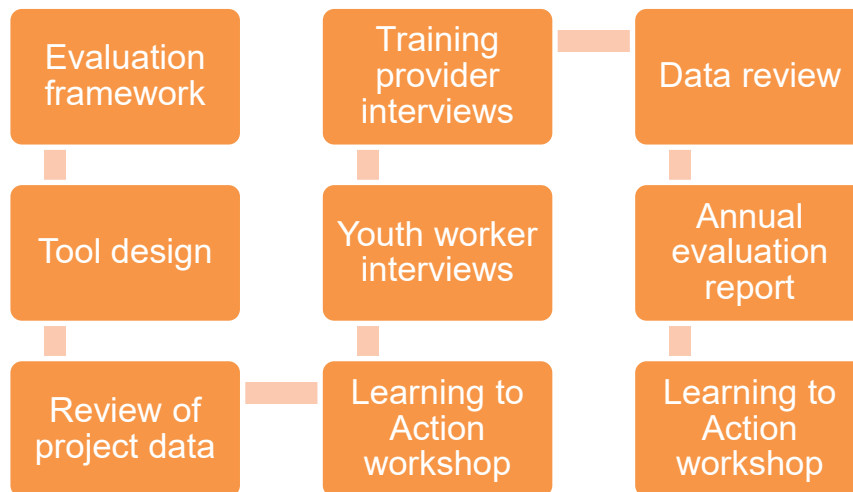 Evaluation
framework
Tool design
Review of
project data
Learning to
Action
workshop
Youth worker
interviews
Training
provider
interviews
Data review
Annual
evaluation
report
Learning to
Action
workshop